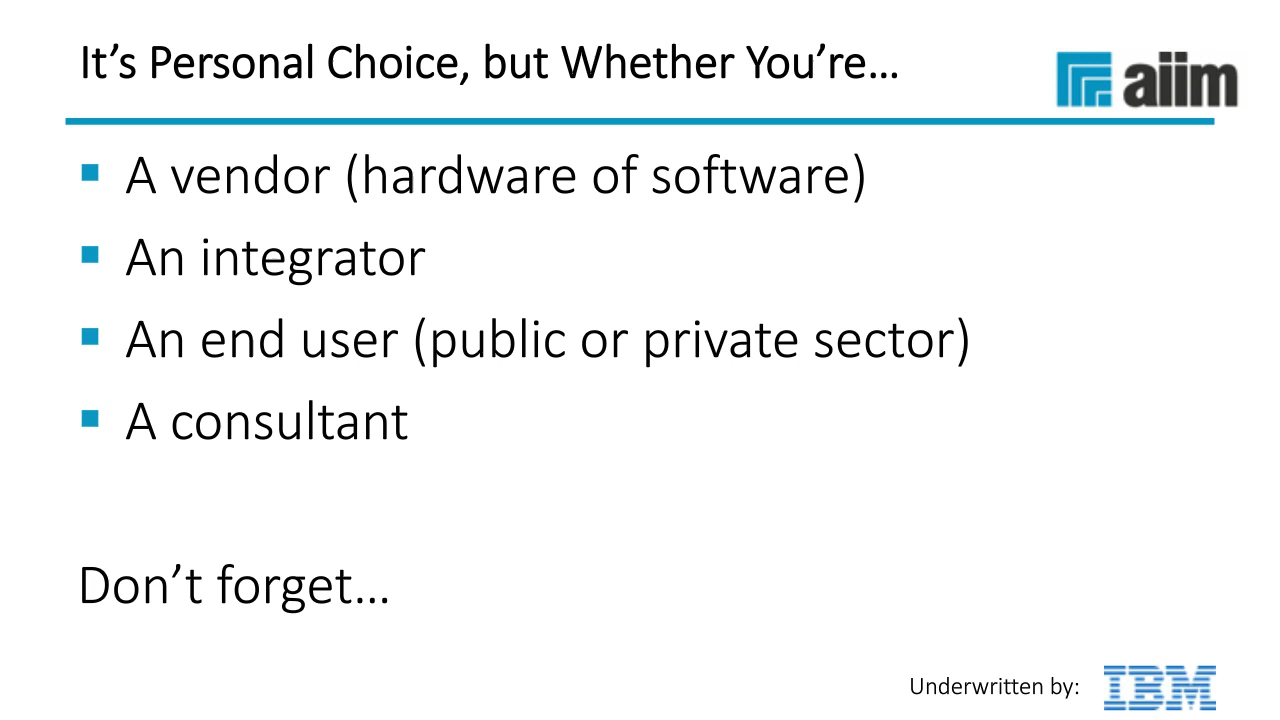 It’s Personal Choice, but Whether You’re…
aiim
A vendor (hardware of software)
An integrator
An end user (public or private sector)
A consultant
Don’t forget…
Underwritten by:
IBM